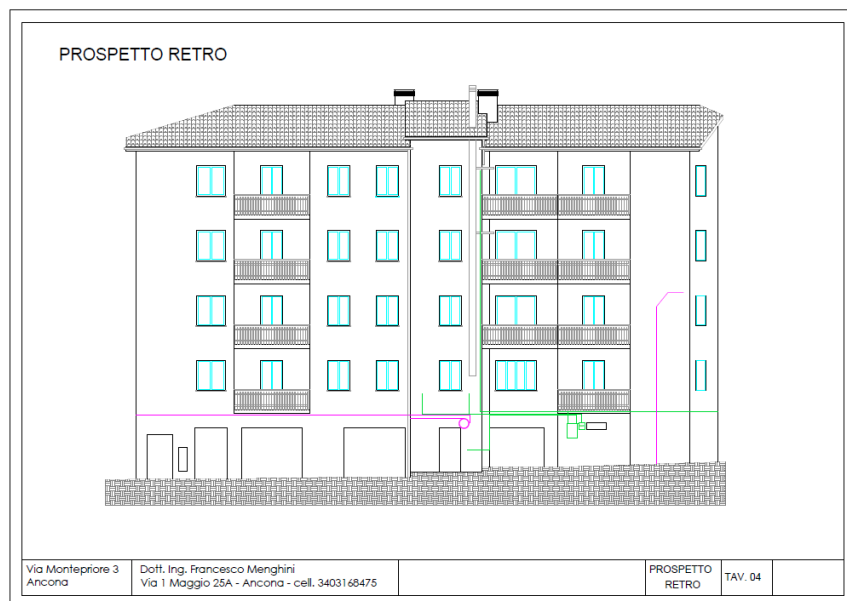 PROSPETTO RETRO
Via Montepriore 3
Ancona
Dott. Ing. Francesco Menghini
Via 1 Maggio 25A - Ancona - cell. 3403168475
PROSPETTO
RETRO
TAV. 04